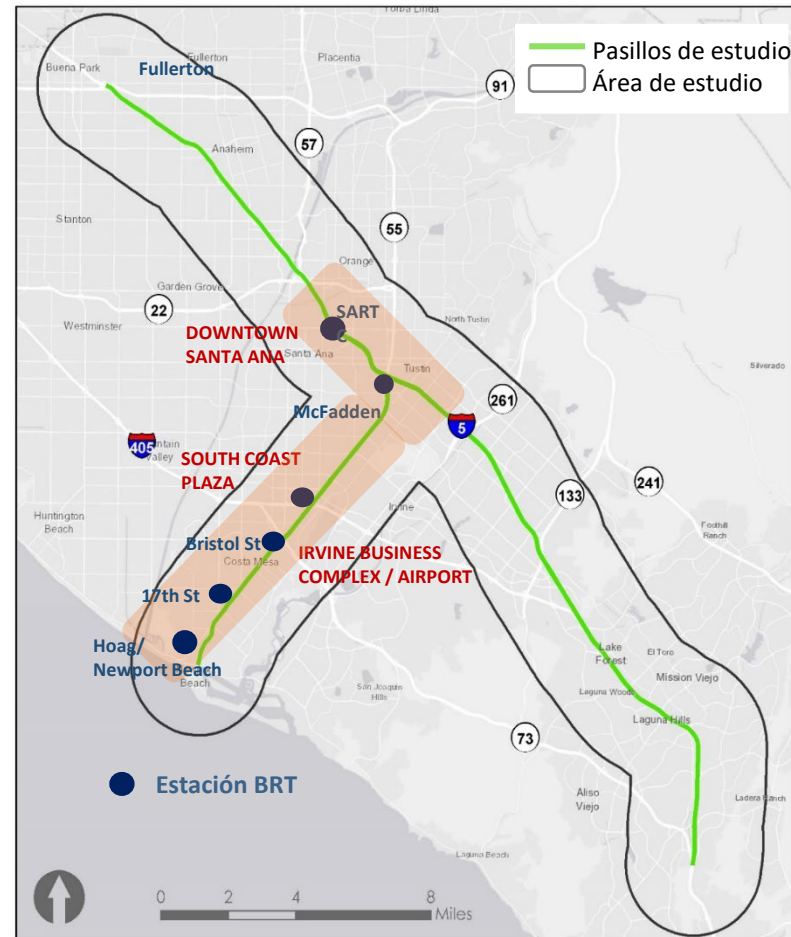 Yorba Linda
Fullerton
Placentia
Buena Park
Fullerton
Pasillos de estudio
Área de estudio
91
57
Anaheim
Stanton
55
Orange
Garden Grove
22
SART
C
North Tustin
Westminster
DOWNTOWN
SANTA ANA
Santa Ana
Tustin
Silverado
261
McFadden
5
405
Fountain
Valley
SOUTH COAST
PLAZA
241
133
Huntington
Beach
Irvine
Foothill
Ranch
Bristol St
IRVINE BUSINESS
COMPLEX / AIRPORT
Costa Mesa
17th St
Hoag/
Newport Beach
Beach
Lake
Forest
El Toro
Mission Viejo
San Joaquin
Hills
Laguna Woods
Laguna Hills
73
Estación BRT
Aliso
Viejo
Ladera Ranch
Laguna Beach
0 2 4 8
Miles